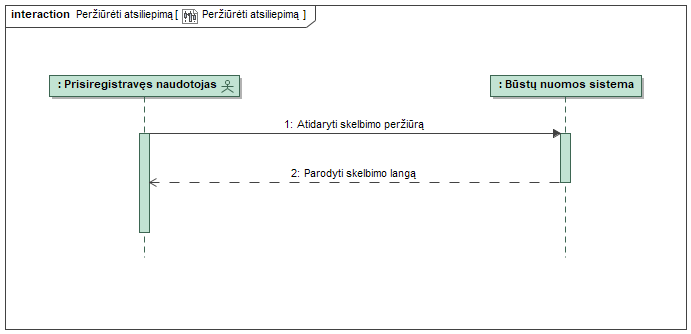 interaction Peržiūrėti atsiliepimą [ Peržiūrėti atsiliepimą ]
: Prisiregistravęs naudotojas
: Būstų nuomos sistema
1: Atidaryti skelbimo peržiūrą
2: Parodyti skelbimo langą